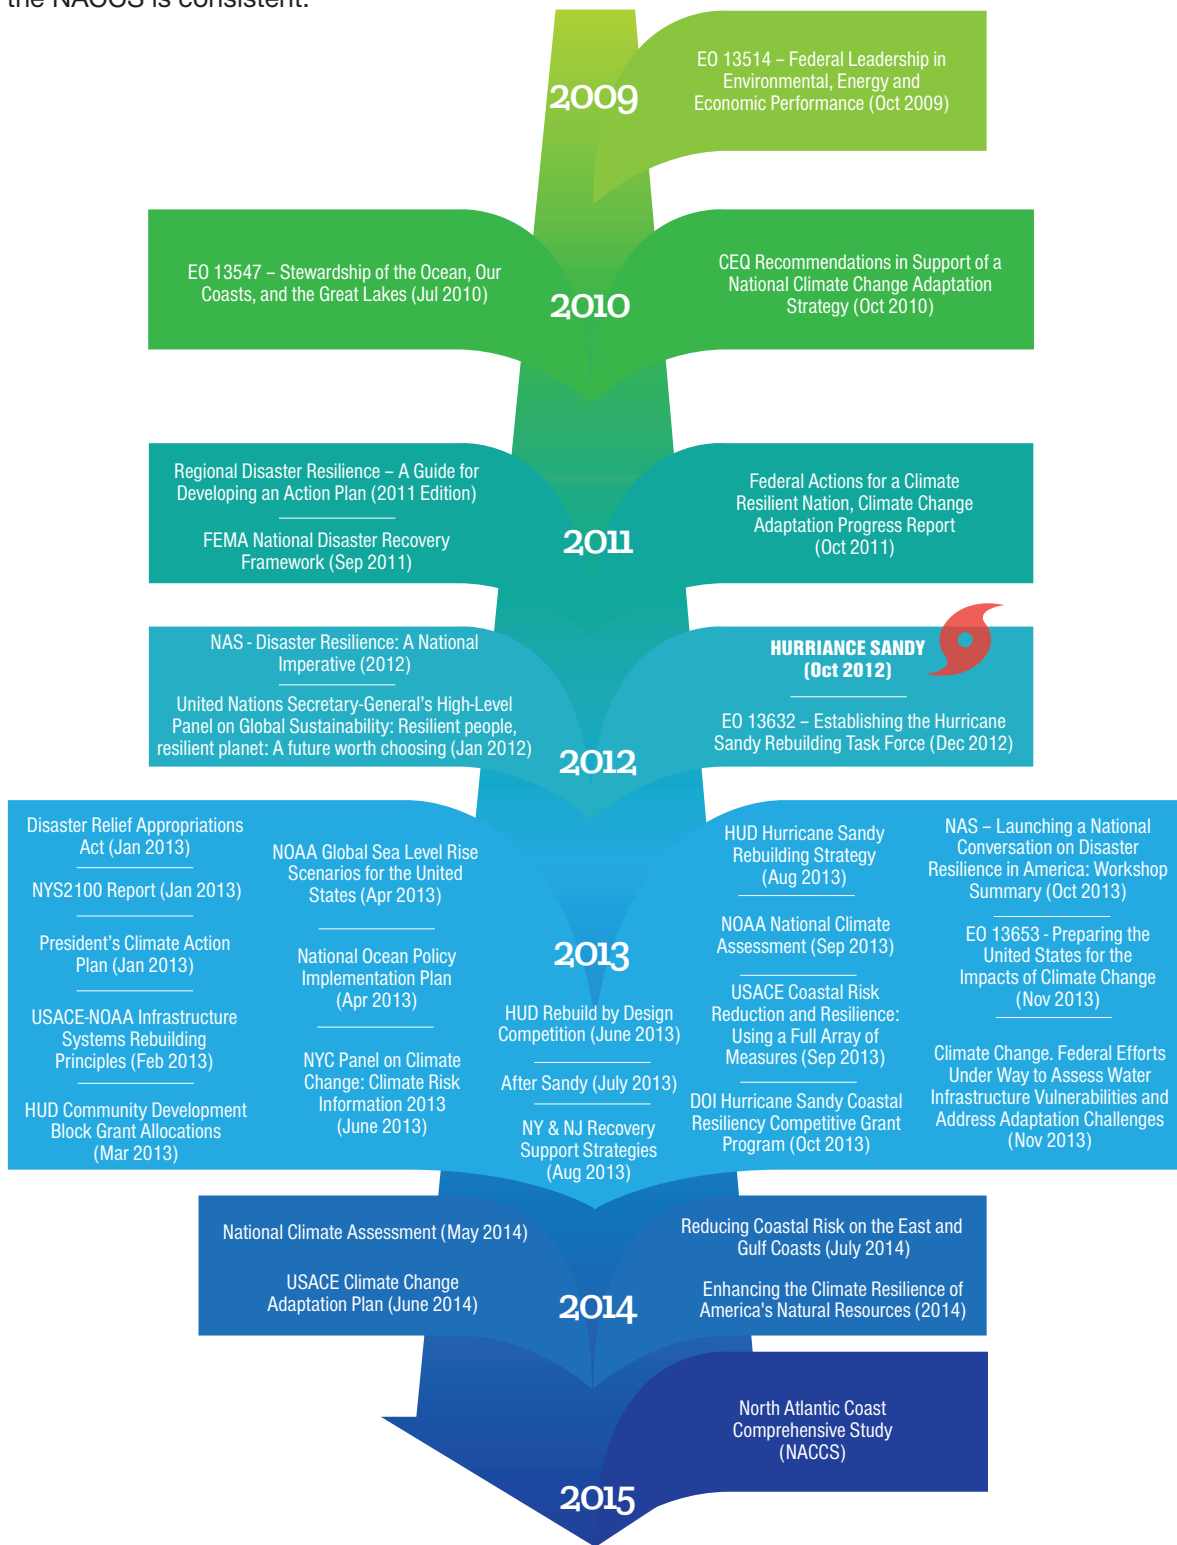 the NACCS is consistent.
2009
EO 13514 – Federal Leadership in
Environmental, Energy and
Economic Performance (Oct 2009)
EO 13547 – Stewardship of the Ocean, Our
Coasts, and the Great Lakes (Jul 2010)
2010
CEQ Recommendations in Support of a
National Climate Change Adaptation
Strategy (Oct 2010)
Regional Disaster Resilience – A Guide for
Developing an Action Plan (2011 Edition)
FEMA National Disaster Recovery
Framework (Sep 2011)
2011
Federal Actions for a Climate
Resilient Nation, Climate Change
Adaptation Progress Report
(Oct 2011)
NAS - Disaster Resilience: A National
Imperative (2012)
United Nations Secretary-General's High-Level
Panel on Global Sustainability: Resilient people,
resilient planet: A future worth choosing (Jan 2012)
2012
HURRIANCE SANDY
(Oct 2012)
EO 13632 – Establishing the Hurricane
Sandy Rebuilding Task Force (Dec 2012)
Disaster Relief Appropriations
Act (Jan 2013)
NYS2100 Report (Jan 2013)
President's Climate Action
Plan (Jan 2013)
USACE-NOAA Infrastructure
Systems Rebuilding
Principles (Feb 2013)
HUD Community Development
Block Grant Allocations
(Mar 2013)
NOAA Global Sea Level Rise
Scenarios for the United
States (Apr 2013)
National Ocean Policy
Implementation Plan
(Apr 2013)
NYC Panel on Climate
Change: Climate Risk
Information 2013
(June 2013)
2013
HUD Rebuild by Design
Competition (June 2013)
After Sandy (July 2013)
NY & NJ Recovery
Support Strategies
(Aug 2013)
HUD Hurricane Sandy
Rebuilding Strategy
(Aug 2013)
NOAA National Climate
Assessment (Sep 2013)
USACE Coastal Risk
Reduction and Resilience:
Using a Full Array of
Measures (Sep 2013)
DOI Hurricane Sandy Coastal
Resiliency Competitive Grant
Program (Oct 2013)
NAS – Launching a National
Conversation on Disaster
Resilience in America: Workshop
Summary (Oct 2013)
EO 13653 - Preparing the
United States for the
Impacts of Climate Change
(Nov 2013)
Climate Change. Federal Efforts
Under Way to Assess Water
Infrastructure Vulnerabilities and
Address Adaptation Challenges
(Nov 2013)
National Climate Assessment (May 2014)
USACE Climate Change
Adaptation Plan (June 2014)
2014
Reducing Coastal Risk on the East and
Gulf Coasts (July 2014)
Enhancing the Climate Resilience of
America's Natural Resources (2014)
North Atlantic Coast
Comprehensive Study
(NACCS)
2015